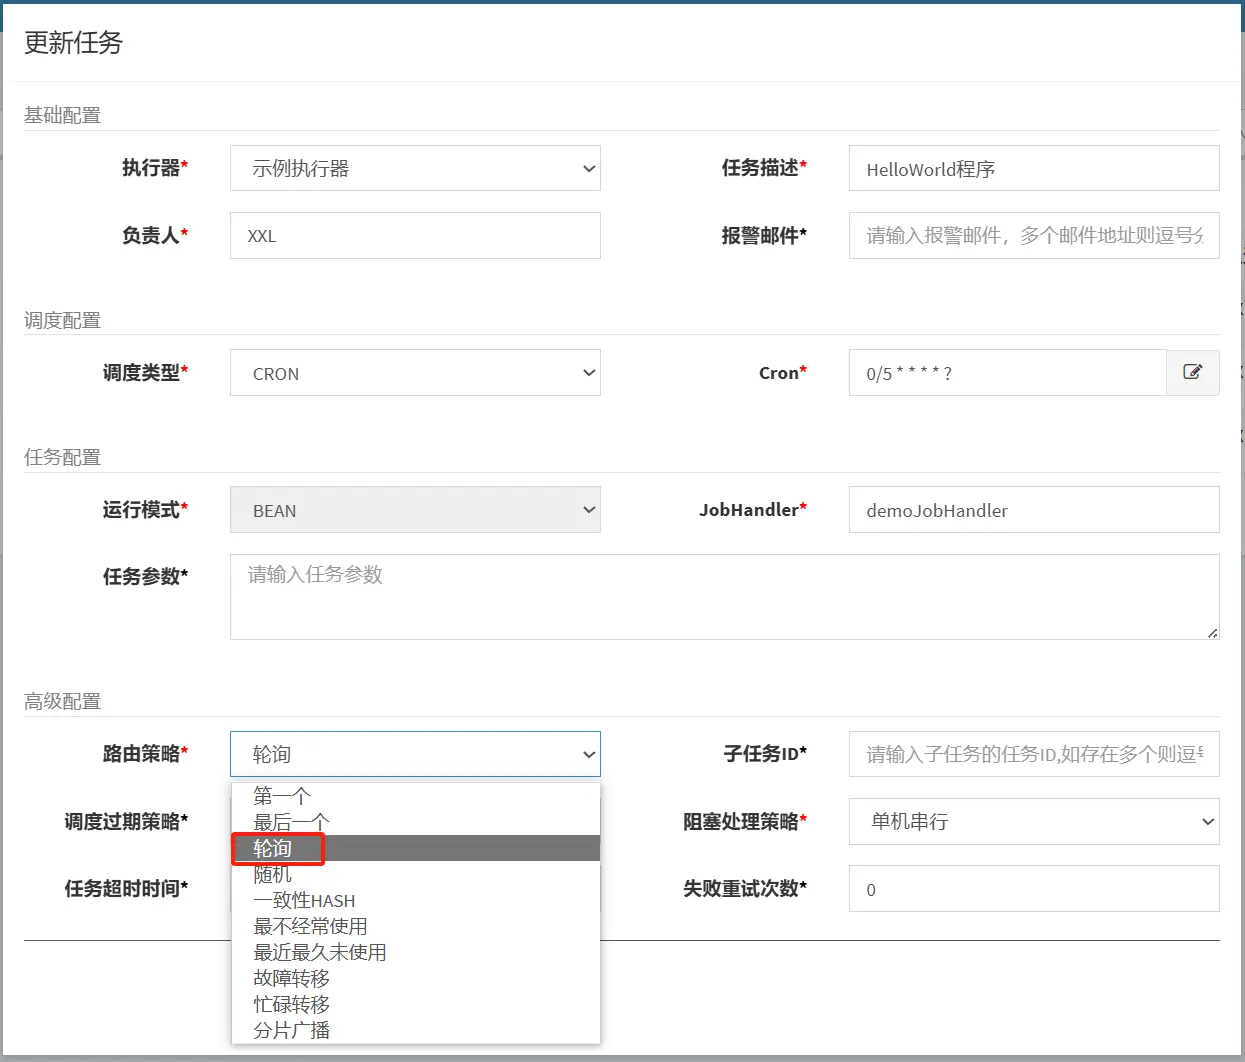 更新任务
基础配置
执行器* 示例执行器 任务描述* HelloWorld程序
负责人* XXL 报警邮件* 请输入报警邮件，多个邮件地址则逗号分
调度配置
调度类型* CRON Cron* 0/5 * * * * ?
任务配置
运行模式* BEAN JobHandler* demoJobHandler
任务参数* 请输入任务参数
高级配置
路由策略* 轮询 子任务ID* 请输入子任务的任务ID,如存在多个则逗号
第一个
调度过期策略* 最后一个 阻塞处理策略* 单机串行
轮询
随机
任务超时时间* 一致性HASH 失败重试次数* 0
最不经常使用
最近最久未使用
故障转移
忙碌转移
分片广播